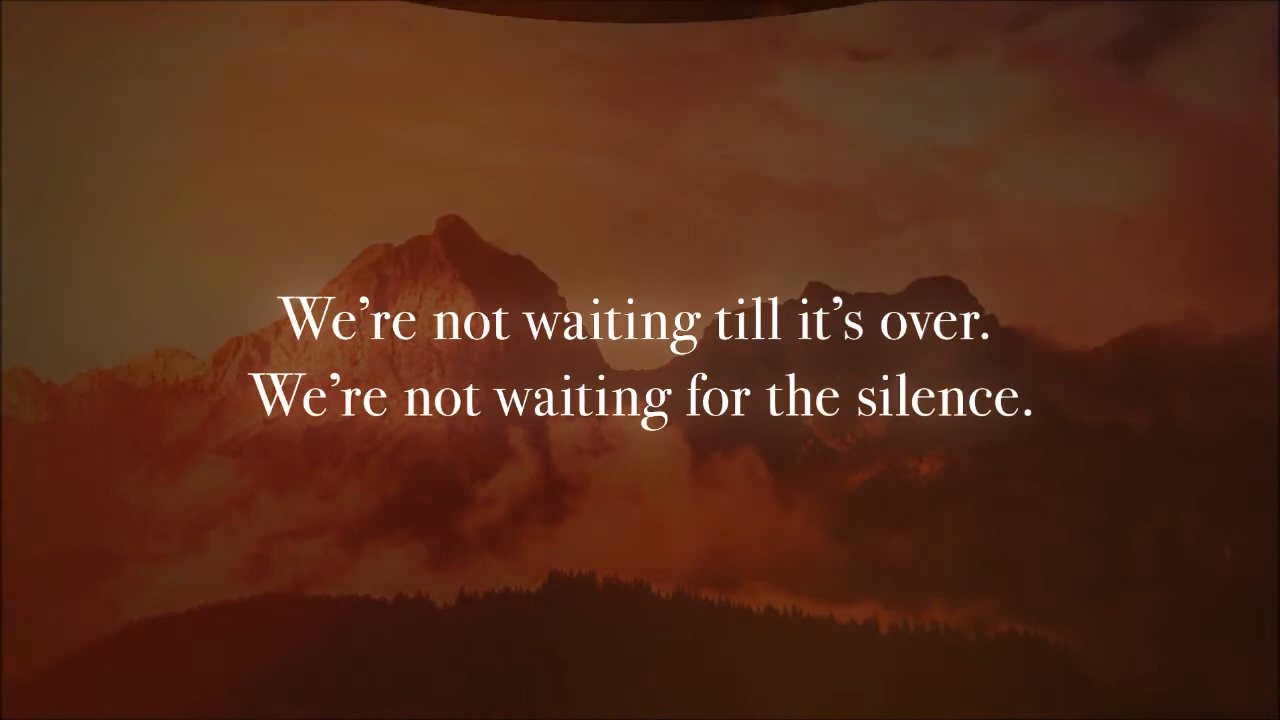 We’re not waiting till it’s over.
We’re not waiting for the silence.